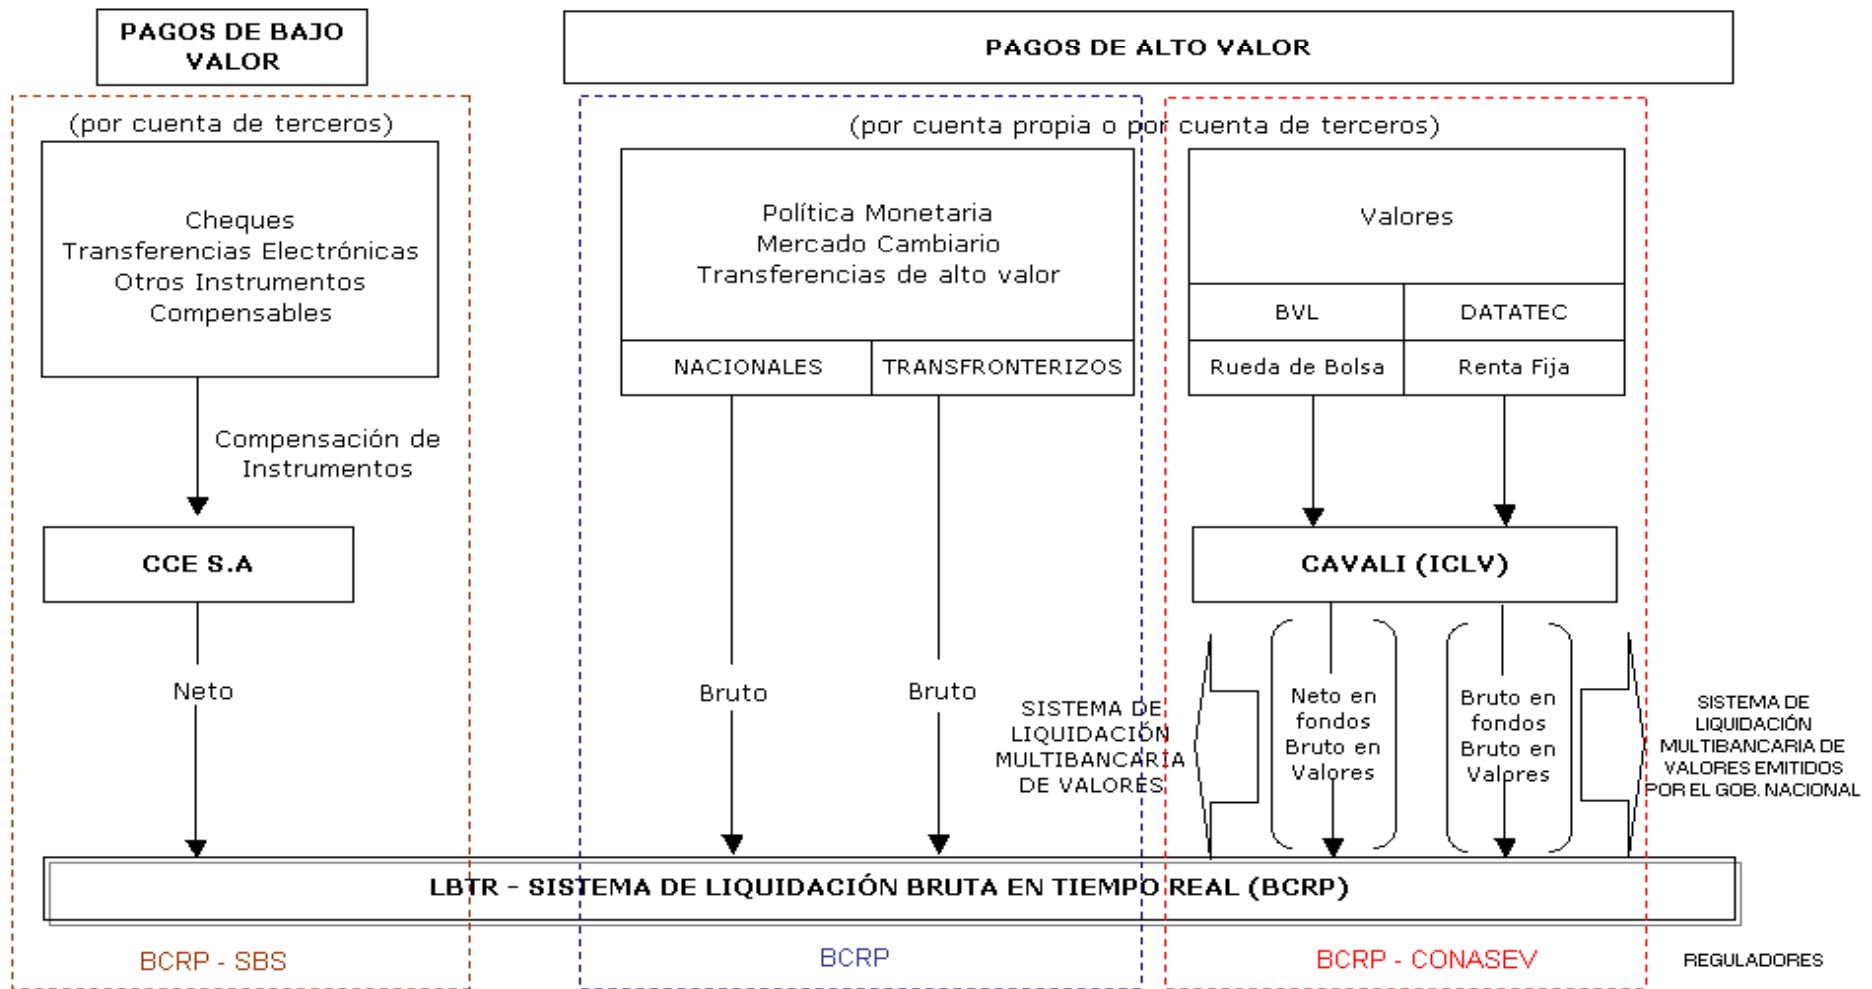 PAGOS DE BAJO
VALOR
PAGOS DE ALTO VALOR
(por cuenta de terceros)
(por cuenta propia o por cuenta de terceros)
Cheques
Transferencias Electrónicas
Otros Instrumentos
Compensables
Política Monetaria
Mercado Cambiario
Transferencias de alto valor
NACIONALES
TRANSFRONTERIZOS
Valores
BVL
DATATEC
Rueda de Bolsa
Renta Fija
Compensación de
Instrumentos
CCE S.A
CAVALI (ICLV)
Neto
Bruto
Bruto
SISTEMA DE
LIQUIDACIÓN
MULTIBANCARIA
DE VALORES
Neto en
fondos
Bruto en
Valores
Bruto en
fondos
Bruto en
Valores
SISTEMA DE
LIQUIDACIÓN
MULTIBANCARIA DE
VALORES EMITIDOS
POR EL GOB. NACIONAL
LBTR - SISTEMA DE LIQUIDACIÓN BRUTA EN TIEMPO REAL (BCRP)
BCRP - SBS
BCRP
BCRP - CONASEV
REGULADORES